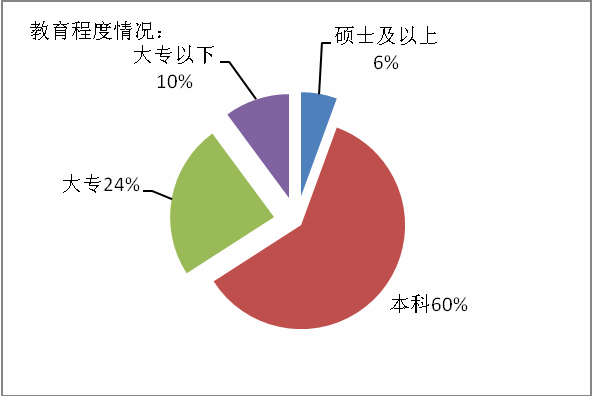 教育程度情况：
大专以下
10%
硕士及以上
6%
大专24%
本科60%